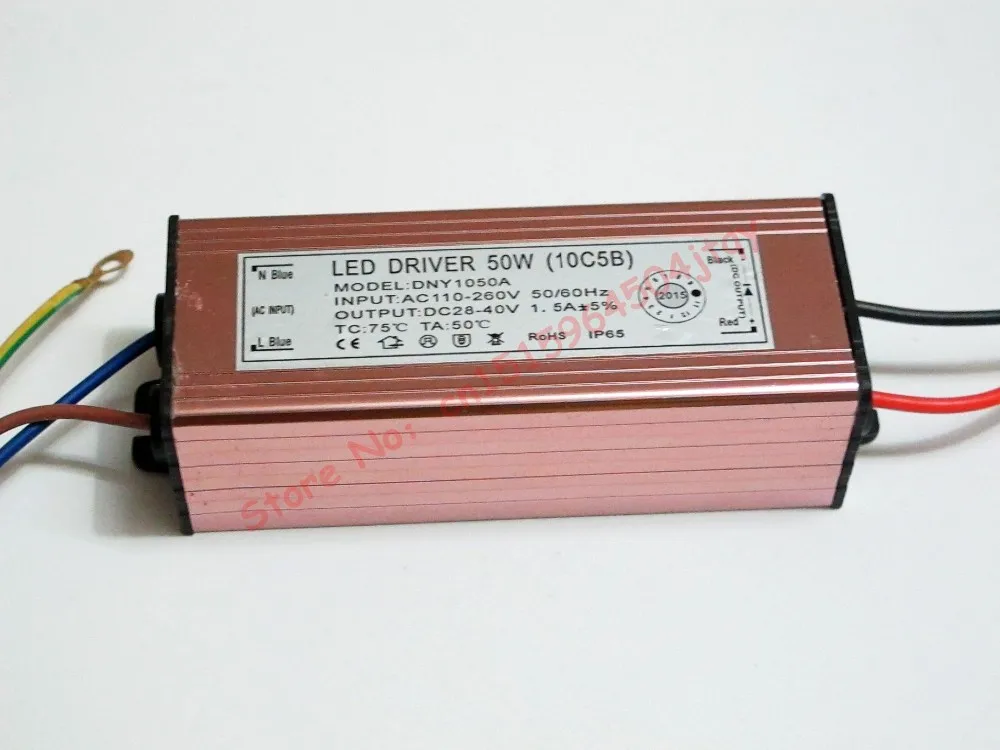 LED DRIVER 50W (10C5B)
MODEL:DNY1050A
INPUT:AC110-260V 50/60Hz
OUTPUT:DC28-40V 1. 5A±5%
TC:75℃ TA:50℃
CE RoHS IP65
N Blue
(AC INPUT)
L Blue
Black
(DC OUTPUT)
Red
2015
Store No: